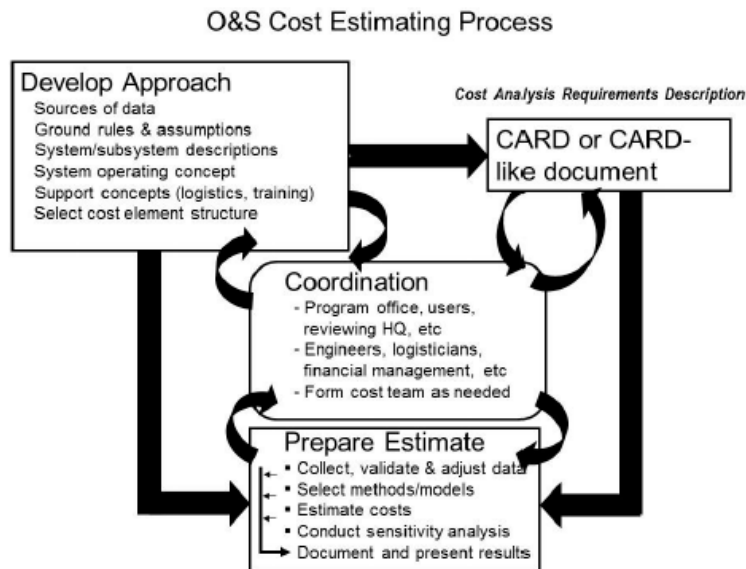 O&S Cost Estimating Process
Develop Approach
Sources of data
Ground rules & assumptions
System/subsystem descriptions
System operating concept
Support concepts (logistics, training)
Select cost element structure
Cost Analysis Requirements Description
CARD or CARD-
like document
Coordination
- Program office, users,
reviewing HQ, etc
- Engineers, logisticians,
financial management, etc
- Form cost team as needed
Prepare Estimate
▪ Collect, validate & adjust data
▪ Select methods/models
▪ Estimate costs
▪ Conduct sensitivity analysis
▪ Document and present results